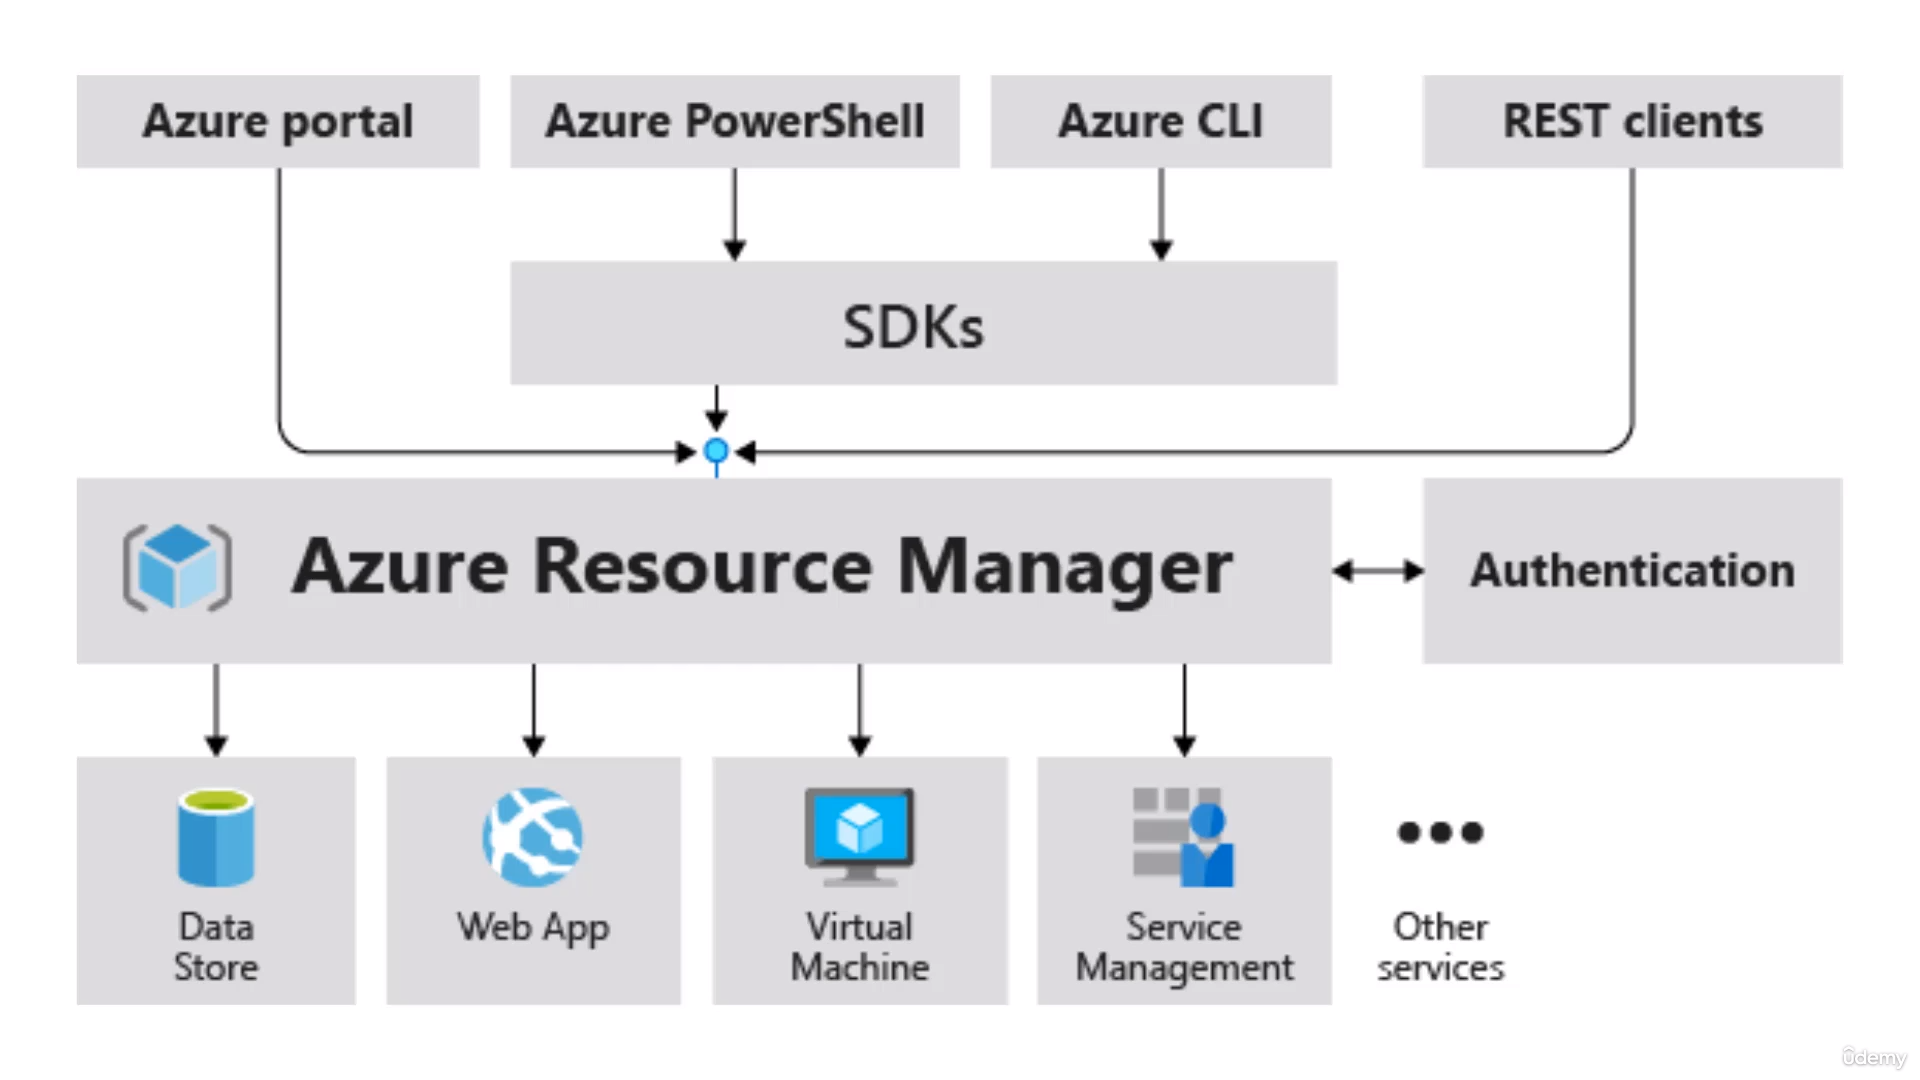 Azure portal
Azure PowerShell
Azure CLI
REST clients
SDKs
Azure Resource Manager
Authentication
Data
Store
Web App
Virtual
Machine
Service
Management
Other
services
ûdemy